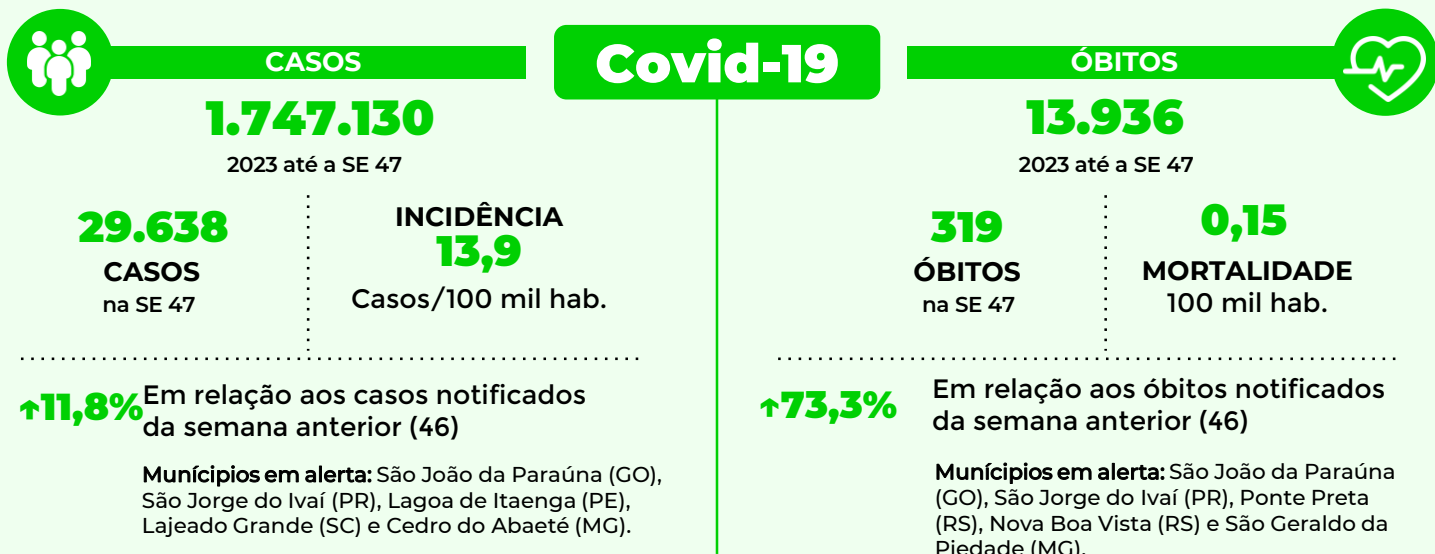 Covid-19
CASOS
1.747.130
2023 até a SE 47
29.638
CASOS
na SE 47
INCIDÊNCIA
13,9
Casos/100 mil hab.
↑11,8%
Em relação aos casos notificados
da semana anterior (46)
Munícipios em alerta: São João da Paraúna (GO),
São Jorge do Ivaí (PR), Lagoa de Itaenga (PE),
Lajeado Grande (SC) e Cedro do Abaeté (MG).
ÓBITOS
13.936
2023 até a SE 47
319
ÓBITOS
na SE 47
0,15
MORTALIDADE
100 mil hab.
↑73,3%
Em relação aos óbitos notificados
da semana anterior (46)
Munícipios em alerta: São João da Paraúna
(GO), São Jorge do Ivaí (PR), Ponte Preta
(RS), Nova Boa Vista (RS) e São Geraldo da
Piedade (MG).